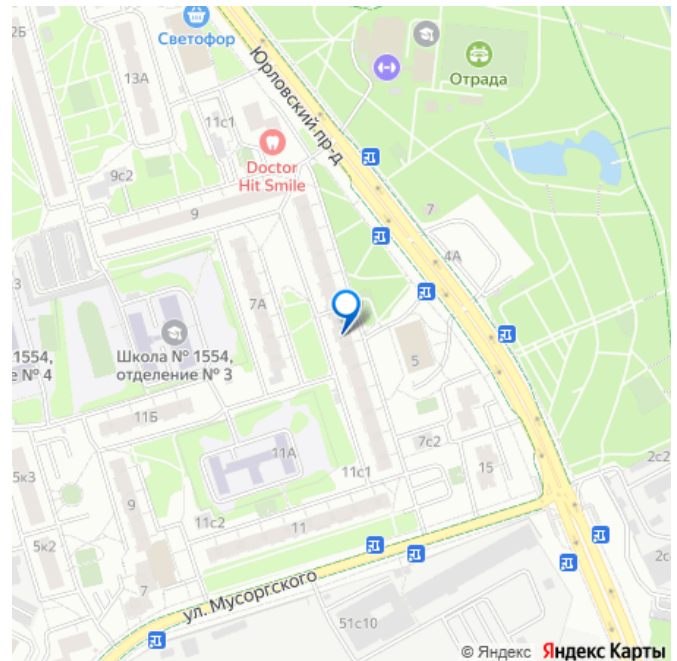 2Б
Светофор
13А
Юрловский пр-д
Отрада
11с1
Doctor
Hit Smile
9с2
9
7
4А
3
7А
1554,
е № 4
Школа № 1554,
отделение № 3
5
11Б
7с2
11А
11с1
15
2с2
5к3
9
11с2
11
5к2
2с
7
ул. Мусоргского
51с10
© Яндекс Яндекс Карты